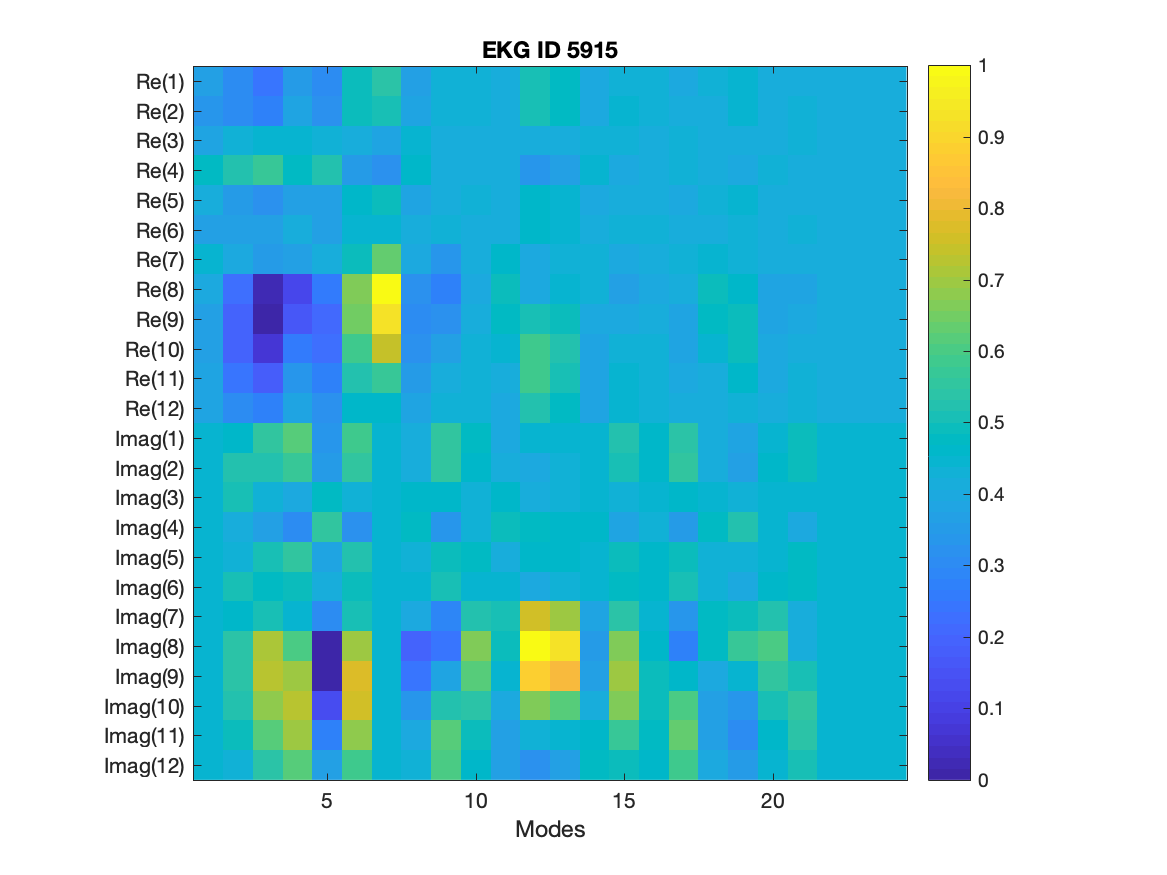 EKG ID 5915
Re(1)
Re(2)
Re(3)
Re(4)
Re(5)
Re(6)
Re(7)
Re(8)
Re(9)
Re(10)
Re(11)
Re(12)
Imag(1)
Imag(2)
Imag(3)
Imag(4)
Imag(5)
Imag(6)
Imag(7)
Imag(8)
Imag(9)
Imag(10)
Imag(11)
Imag(12)
5 10 15 20
Modes
1
0.9
0.8
0.7
0.6
0.5
0.4
0.3
0.2
0.1
0